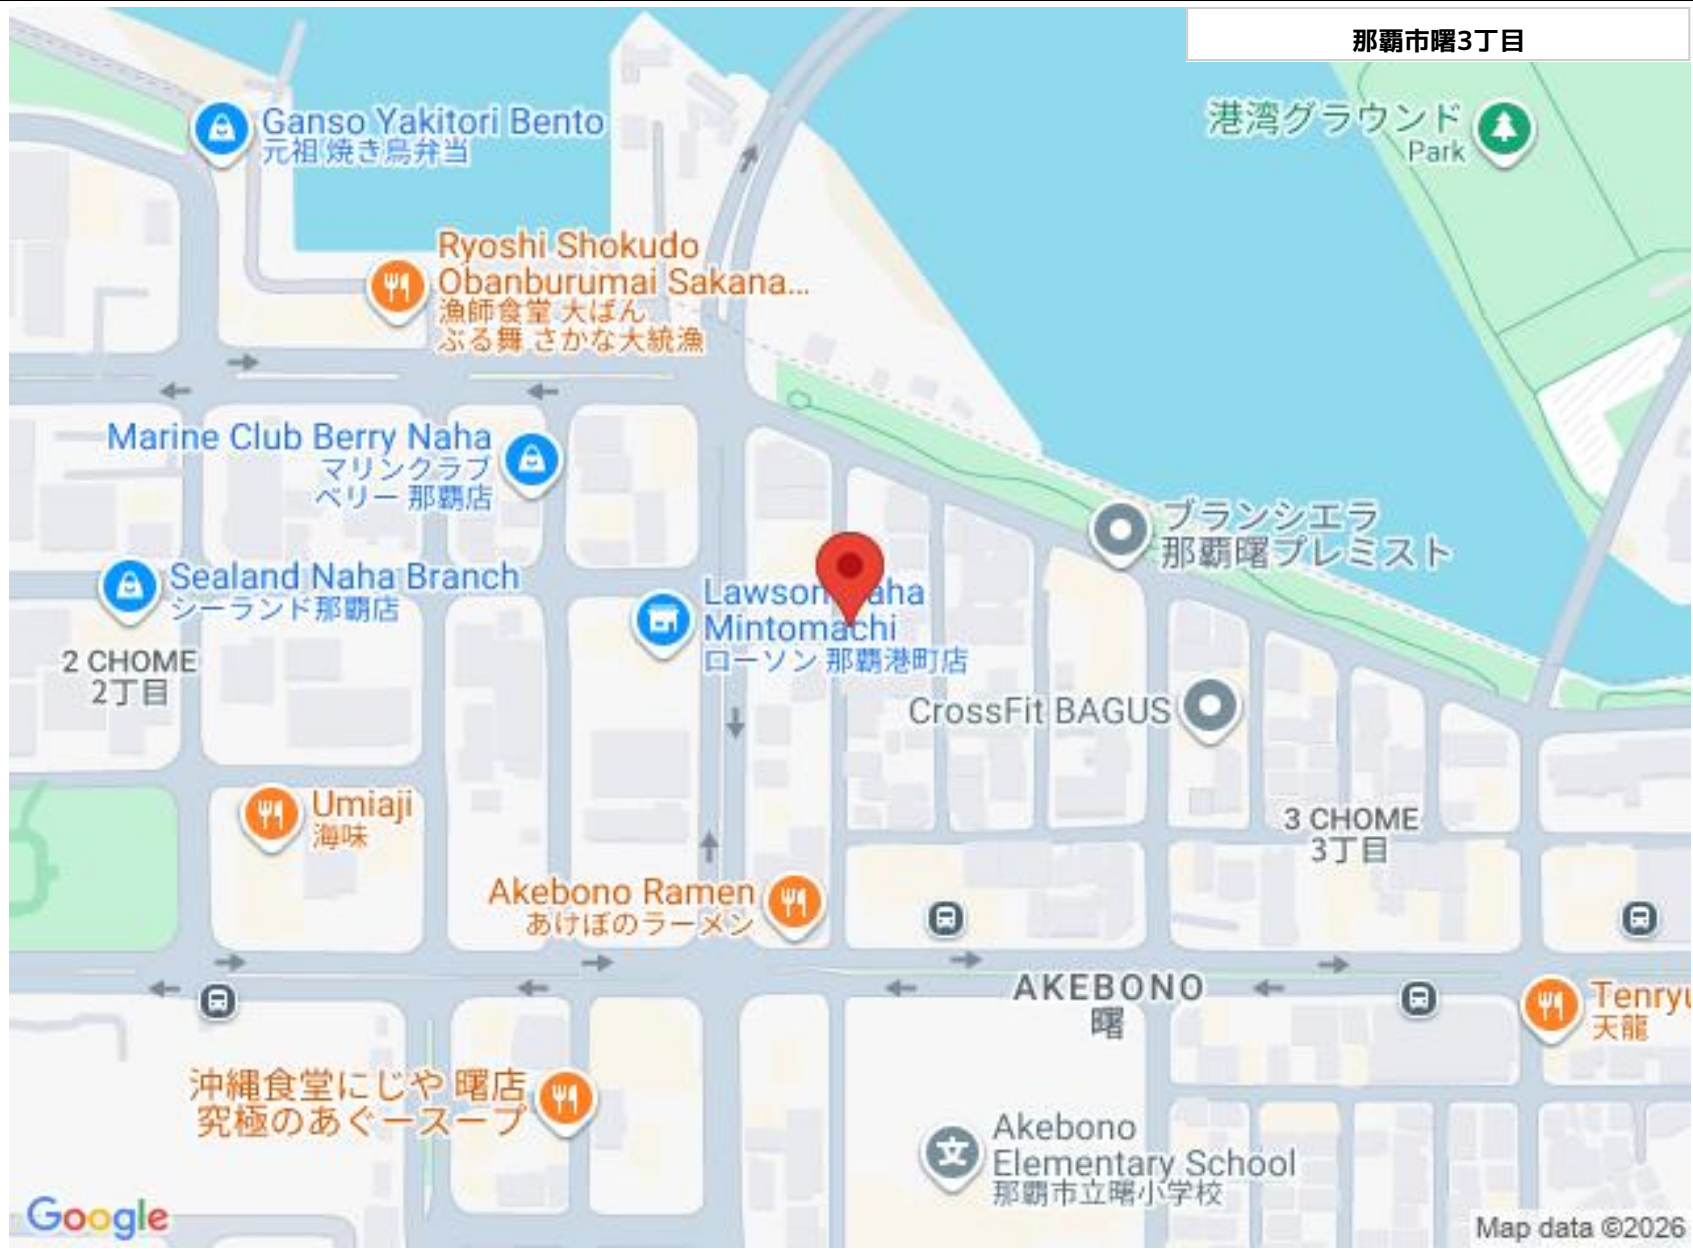 那覇市曙3丁目
港湾グラウンド
Park
Ganso Yakitori Bento
元祖 焼き鳥弁当
Ryoshi Shokudo
Obanburumai Sakana...
漁師食堂 大ばん
ぶる舞 さかな大統漁
Marine Club Berry Naha
マリンクラブ
ベリー 那覇店
ブランシエラ
那覇曙プレミスト
Sealand Naha Branch
シーランド那覇店
Lawson Naha
Mintomachi
ローソン 那覇港町店
2 CHOME
2丁目
CrossFit BAGUS
Umiaji
海味
3 CHOME
3丁目
Akebono Ramen
あけぼのラーメン
AKEBONO
曙
Tenryu
天龍
沖縄食堂にじや 曙店
究極のあぐースープ
文
Akebono
Elementary School
那覇市立曙小学校
Google
Map data ©2026